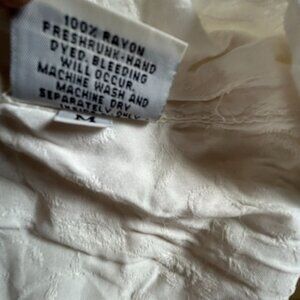 100% RAYON
PRESHRUNK-HAND
DYED. BLEEDING
WILL OCCUR.
MACHINE WASH AND
MACHINE DRY
SEPARATELY ONLY
M